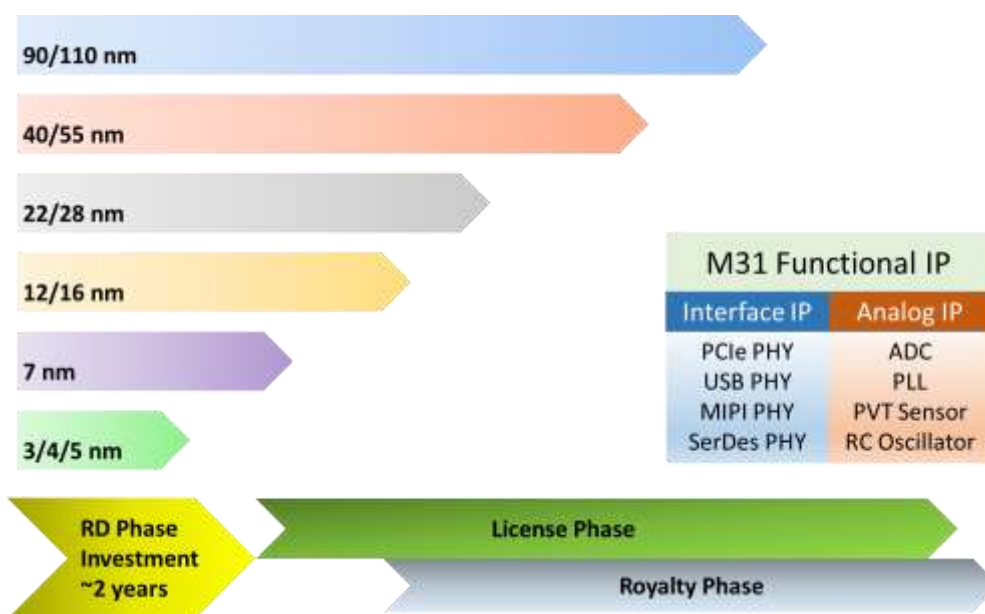 90/110 nm
40/55 nm
22/28 nm
12/16 nm
7 nm
3/4/5 nm
M31 Functional IP
Interface IP
Analog IP
PCIe PHY
ADC
USB PHY
PLL
MIPI PHY
PVT Sensor
SerDes PHY
RC Oscillator
RD Phase
Investment
~2 years
License Phase
Royalty Phase